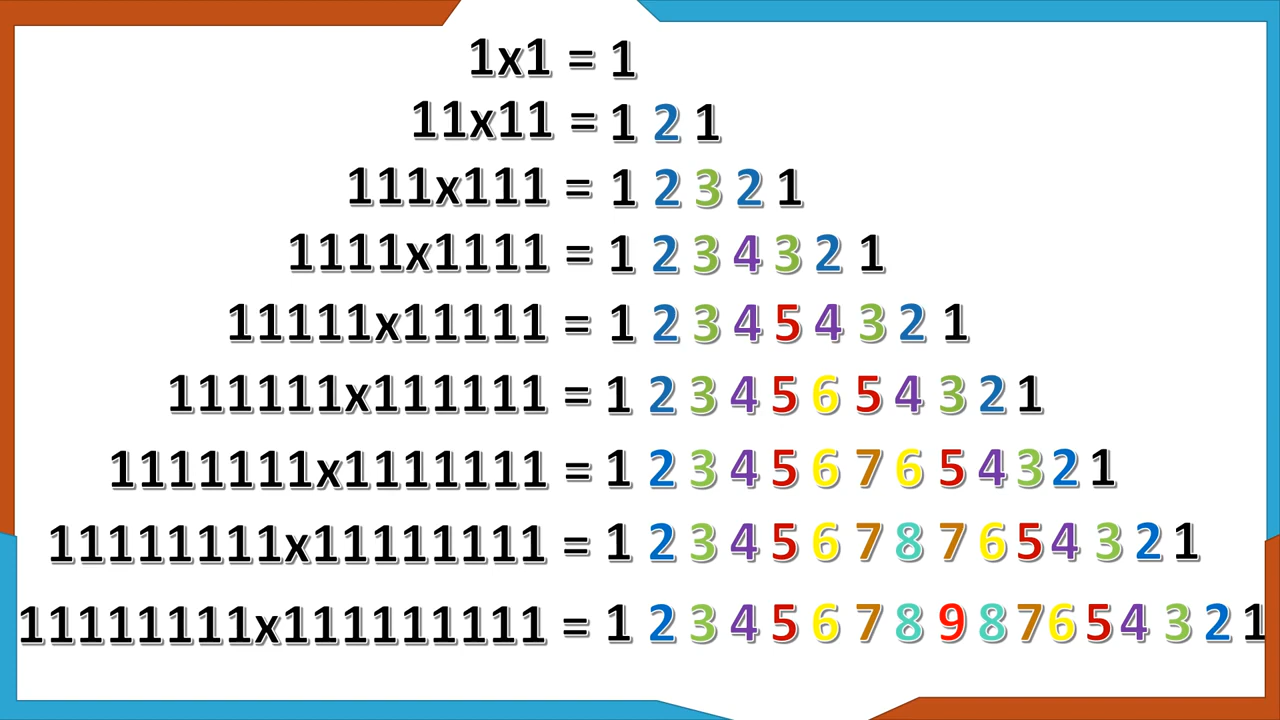 1x1 = 1
11x11 = 1 2 1
111x111 = 1 2 3 2 1
1111x1111 = 1 2 3 4 3 2 1
11111x11111 = 1 2 3 4 5 4 3 2 1
111111x111111 = 1 2 3 4 5 6 5 4 3 2 1
1111111x1111111 = 1 2 3 4 5 6 7 6 5 4 3 2 1
11111111x11111111 = 1 2 3 4 5 6 7 8 7 6 5 4 3 2 1
11111111x111111111 = 1 2 3 4 5 6 7 8 9 8 7 6 5 4 3 2 1